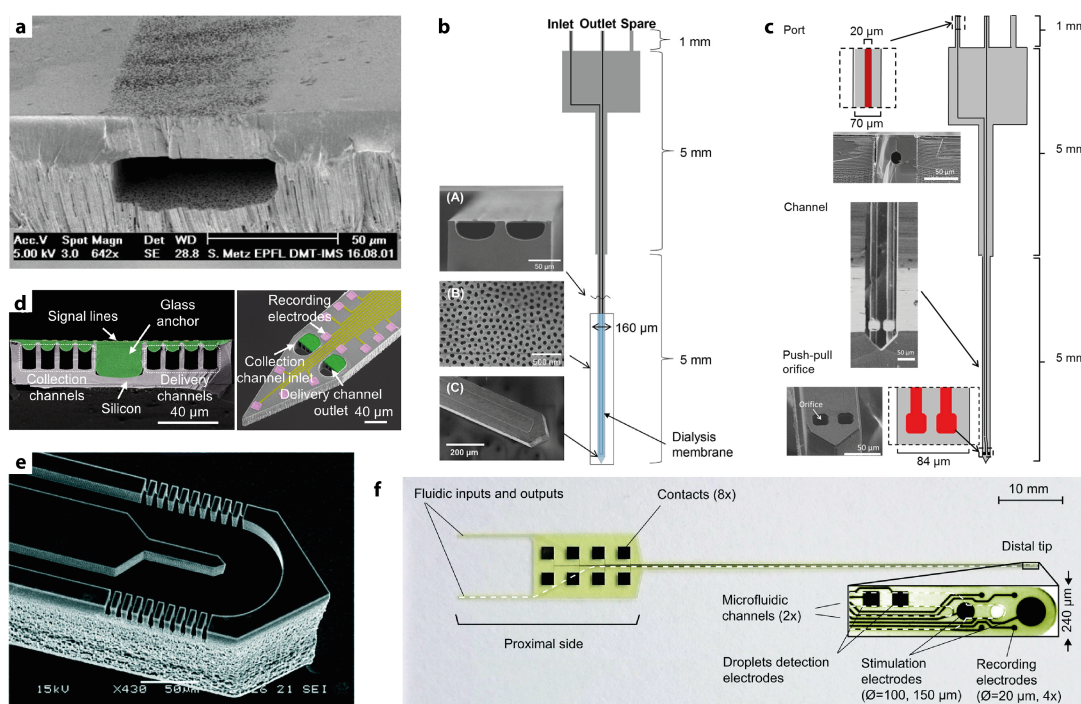 a
Acc.V Spot Magn Det WD
5.00 kV 3.0 642x SE 28.8
50 µm
S. Metz EPFL DMT-IMS 16.08.01
b
Inlet Outlet Spare
1 mm
5 mm
(A)
50 µm
(B)
500 nm
160 µm
5 mm
(C)
200 µm
Dialysis
membrane
c
Port
20 µm
1 mm
70 µm
50 µm
5 mm
Channel
50 µm
5 mm
Push-pull
orifice
Orifice
50 µm
84 µm
d
Signal lines
Glass
anchor
Collection
channels
Silicon
Delivery
channels
40 µm
Recording
electrodes
Collection
channel inlet
Delivery channel
outlet
40 µm
e
15kV X430 50µm 26 21 SEI
f
Fluidic inputs and outputs
Contacts (8x)
10 mm
Distal tip
Microfluidic
channels (2x)
240 µm
Proximal side
Droplets detection
electrodes
Stimulation
electrodes
(Ø=100, 150 µm)
Recording
electrodes
(Ø=20 µm, 4x)